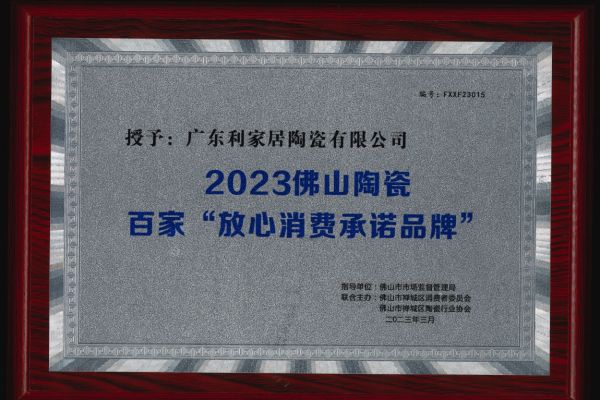 编号：FXXF23015
授予：广东利家居陶瓷有限公司
2023佛山陶瓷
百家“放心消费承诺品牌”
指导单位：佛山市市场监督管理局
联合主办：佛山市禅城区消费者委员会
佛山市禅城区陶瓷行业协会
二〇二三年三月